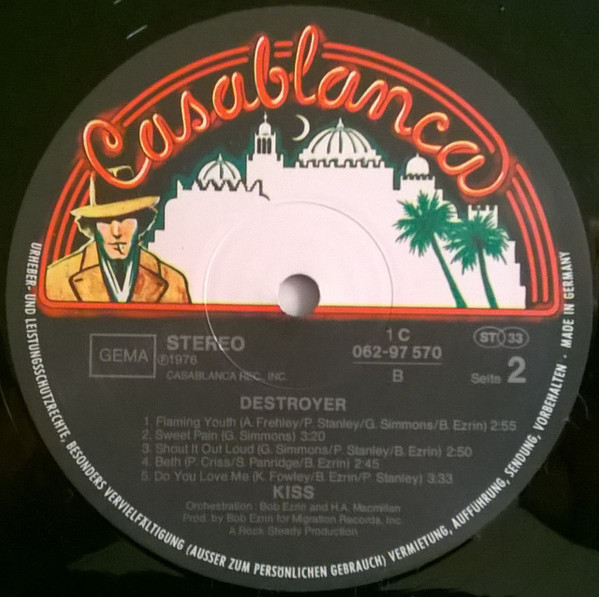 Casablanca
GEMA
STEREO
℗1976
CASABLANCA REC. INC.
1 C
062-97 570
B
ST 33
Seite 2
DESTROYER
1. Flaming Youth (A. Frehley/P. Stanley/G. Simmons/B. Ezrin) 2:55
2. Sweet Pain (G. Simmons) 3:20
3. Shout It Out Loud (G. Simmons/P. Stanley/B. Ezrin) 2:50
4. Beth (P. Criss/S. Panridge/B. Ezrin) 2:45
5. Do You Love Me (K. Fowley/B. Ezrin/P. Stanley) 3:33
KISS
Orchestration: Bob Ezrin and H.A. Macmillan
Prod. by Bob Ezrin for Migration Records, Inc.
A Rock Steady Production
URHEBER- UND LEISTUNGSSCHUTZRECHTE, BESONDERS VERVIELFÄLTIGUNG (AUSSER ZUM PERSÖNLICHEN GEBRAUCH) VERMIETUNG, AUFFÜHRUNG, SENDUNG, VORBEHALTEN · MADE IN GERMANY